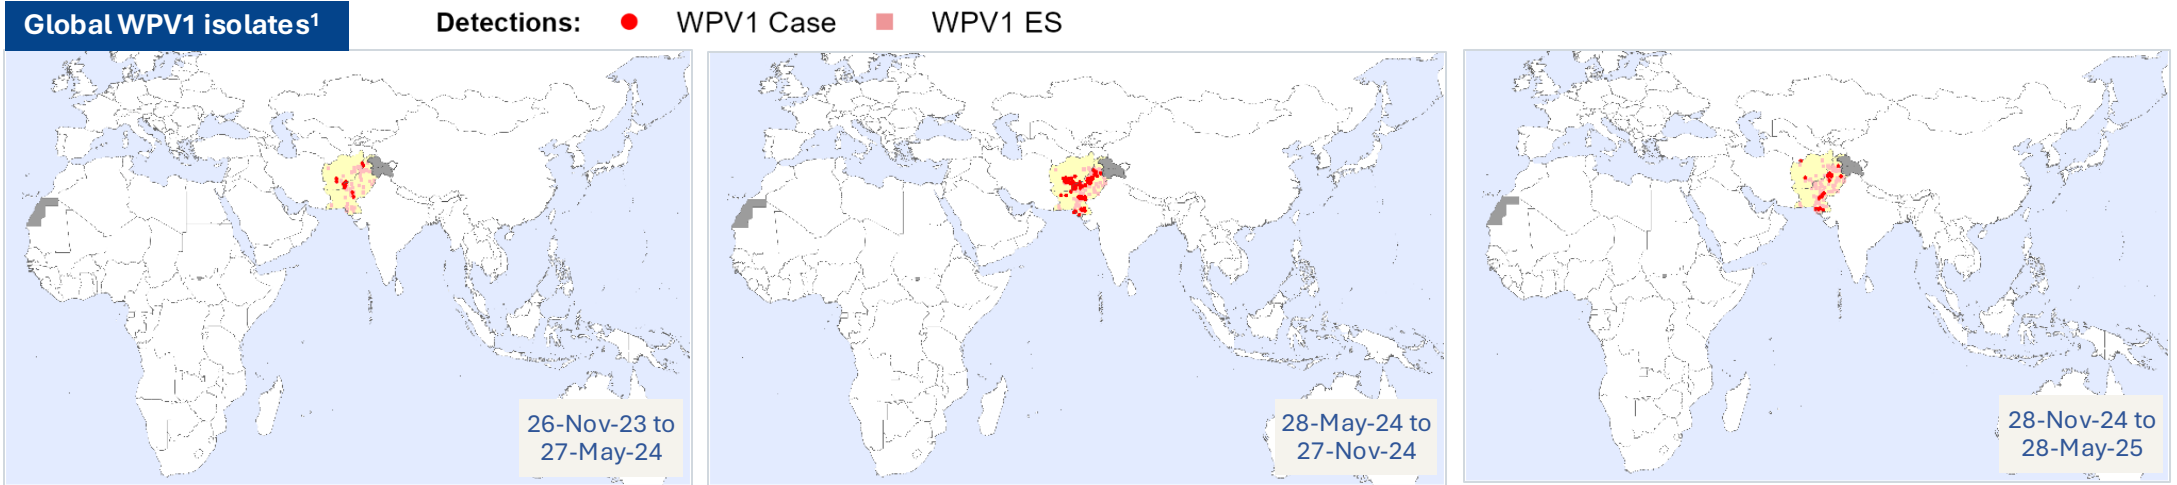 Global WPV1 isolates¹
Detections: WPV1 Case WPV1 ES
26-Nov-23 to
27-May-24
28-May-24 to
27-Nov-24
28-Nov-24 to
28-May-25